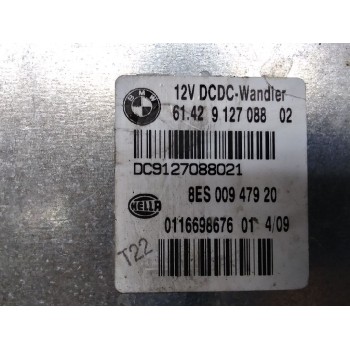 BMW
12V DCDC-Wandler
61.42 9 127 088 02
DC9127088021
8ES 009 479 20
HELLA
0116698676 01 4/09
T22